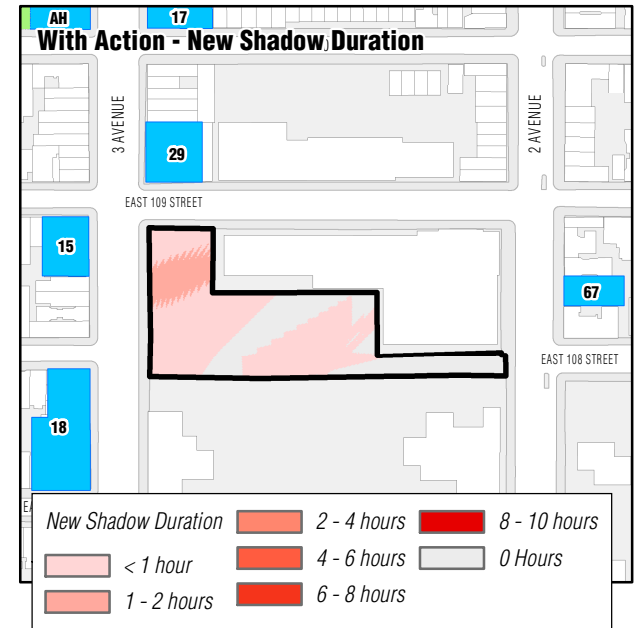 AH
17
With Action - New Shadow Duration
3 AVENUE
2 AVENUE
29
EAST 109 STREET
15
67
EAST 108 STREET
18
New Shadow Duration
< 1 hour
1 - 2 hours
2 - 4 hours
4 - 6 hours
6 - 8 hours
8 - 10 hours
0 Hours